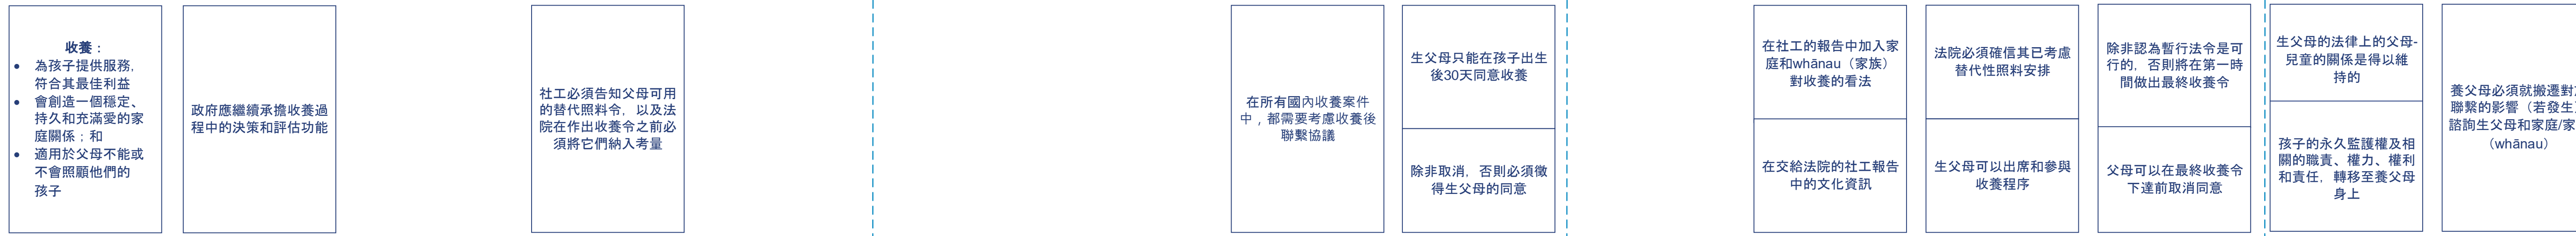 收養：
• 為孩子提供服務,
符合其最佳利益
• 會創造一個穩定、
持久和充滿愛的家
庭關係；和
• 適用於父母不能或
不會照顧他們的
孩子
政府應繼續承擔收養過
程中的決策和評估功能
社工必須告知父母可用
的替代照料令, 以及法
院在作出收養令之前必
須將它們納入考量
在所有國內收養案件
中，都需要考慮收養後
聯繫協議
生父母只能在孩子出生
後30天同意收養
除非取消, 否則必須徵
得生父母的同意
在社工的報告中加入家
庭和whānau（家族）
對收養的看法
在交給法院的社工報告
中的文化資訊
法院必須確信其已考慮
替代性照料安排
生父母可以出席和參與
收養程序
除非認為暫行法令是可
行的, 否則將在第一時
間做出最終收養令
父母可以在最終收養令
下達前取消同意
生父母的法律上的父母-
兒童的關係是得以維
持的
孩子的永久監護權及相
關的職責、權力、權利
和責任, 轉移至養父母
身上
養父母必須就搬遷對
聯繫的影響（若發生
諮詢生父母和家庭/家
（whānau）